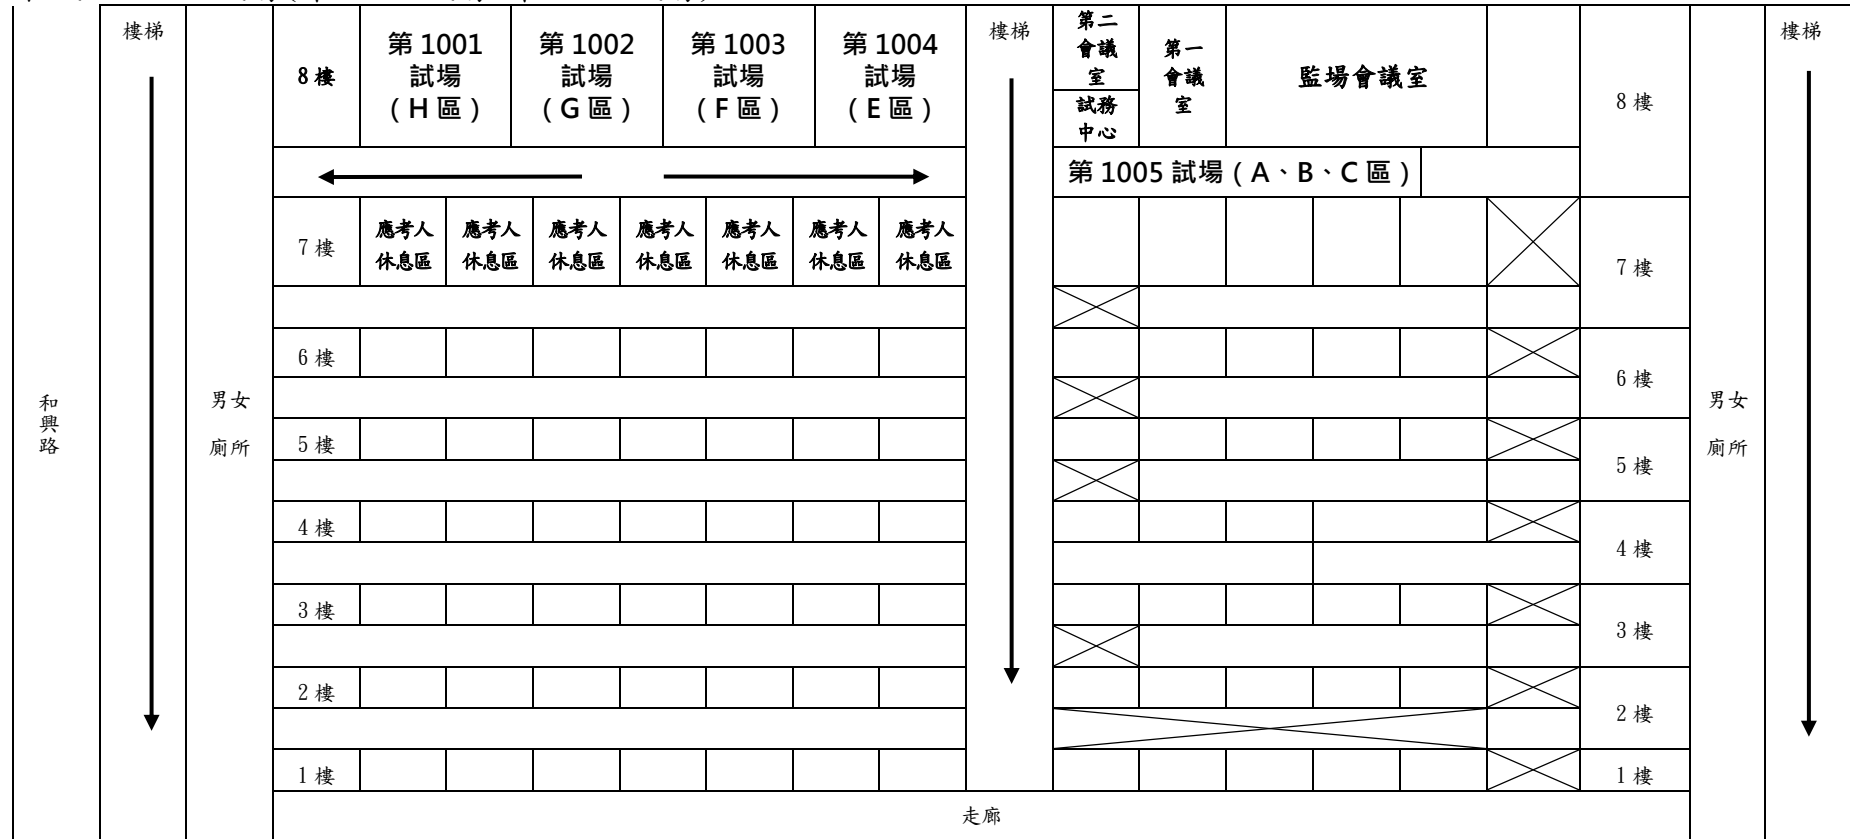 樓梯
8 樓
第 1001
試場
（H 區）
第 1002
試場
（G 區）
第 1003
試場
（F 區）
第 1004
試場
（E 區）
樓梯
第二
會議
室
試務
中心
第一
會議
室
監場會議室
8 樓
樓梯
第 1005 試場（A、B、C 區）
7 樓
應考人
休息區
應考人
休息區
應考人
休息區
應考人
休息區
應考人
休息區
應考人
休息區
應考人
休息區
7 樓
6 樓
6 樓
和
興
路
男女
廁所
男女
廁所
5 樓
5 樓
4 樓
4 樓
3 樓
3 樓
2 樓
2 樓
1 樓
1 樓
走廊